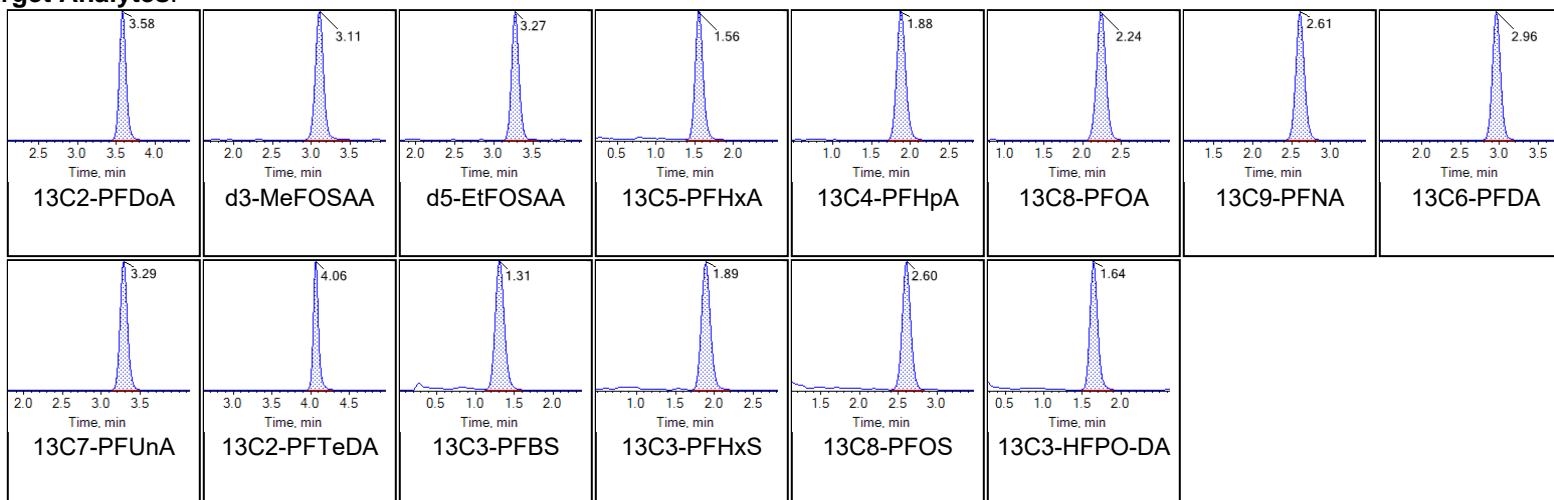 rget Analytes:
3.58 3.11 3.27 1.56 1.88 2.24 2.61 2.96
2.5 3.0 3.5 4.0 2.0 2.5 3.0 3.5 2.0 2.5 3.0 3.5 0.5 1.0 1.5 2.0 1.0 1.5 2.0 2.5 1.0 1.5 2.0 2.5 1.5 2.0 2.5 3.0 2.0 2.5 3.0 3.5
Time, min Time, min Time, min Time, min Time, min Time, min Time, min Time, min
13C2-PFDoA d3-MeFOSAA d5-EtFOSAA 13C5-PFHxA 13C4-PFHpA 13C8-PFOA 13C9-PFNA 13C6-PFDA
3.29 4.06 1.31 1.89 2.60 1.64
2.0 2.5 3.0 3.5 3.0 3.5 4.0 4.5 0.5 1.0 1.5 2.0 1.0 1.5 2.0 2.5 1.5 2.0 2.5 3.0 0.5 1.0 1.5 2.0
Time, min Time, min Time, min Time, min Time, min Time, min
13C7-PFUnA 13C2-PFTeDA 13C3-PFBS 13C3-PFHxS 13C8-PFOS 13C3-HFPO-DA